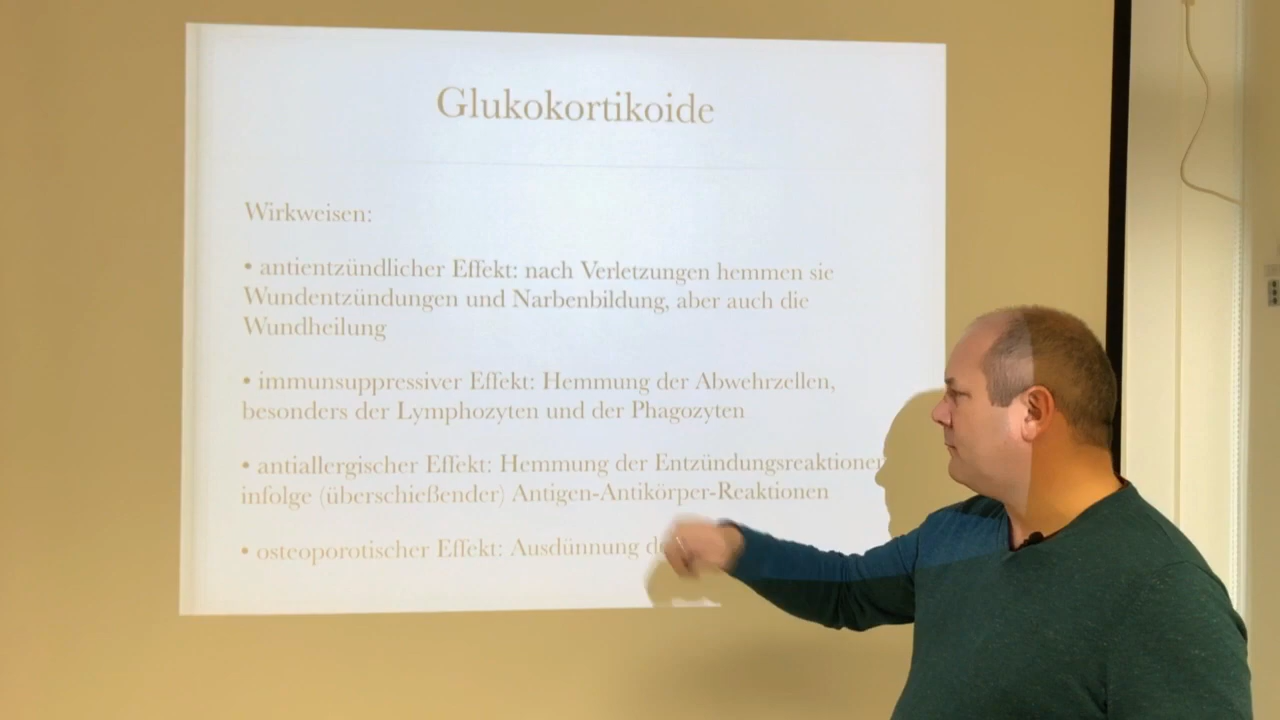 Glukokortikoide
Wirkweisen:
• antientzündlicher Effekt: nach Verletzungen hemmen sie
Wundentzündungen und Narbenbildung, aber auch die
Wundheilung
• immunsuppressiver Effekt: Hemmung der Abwehrzellen,
besonders der Lymphozyten und der Phagozyten
• antiallergischer Effekt: Hemmung der Entzündungsreaktionen
infolge (überschießender) Antigen-Antikörper-Reaktionen
• osteoporotischer Effekt: Ausdünnung